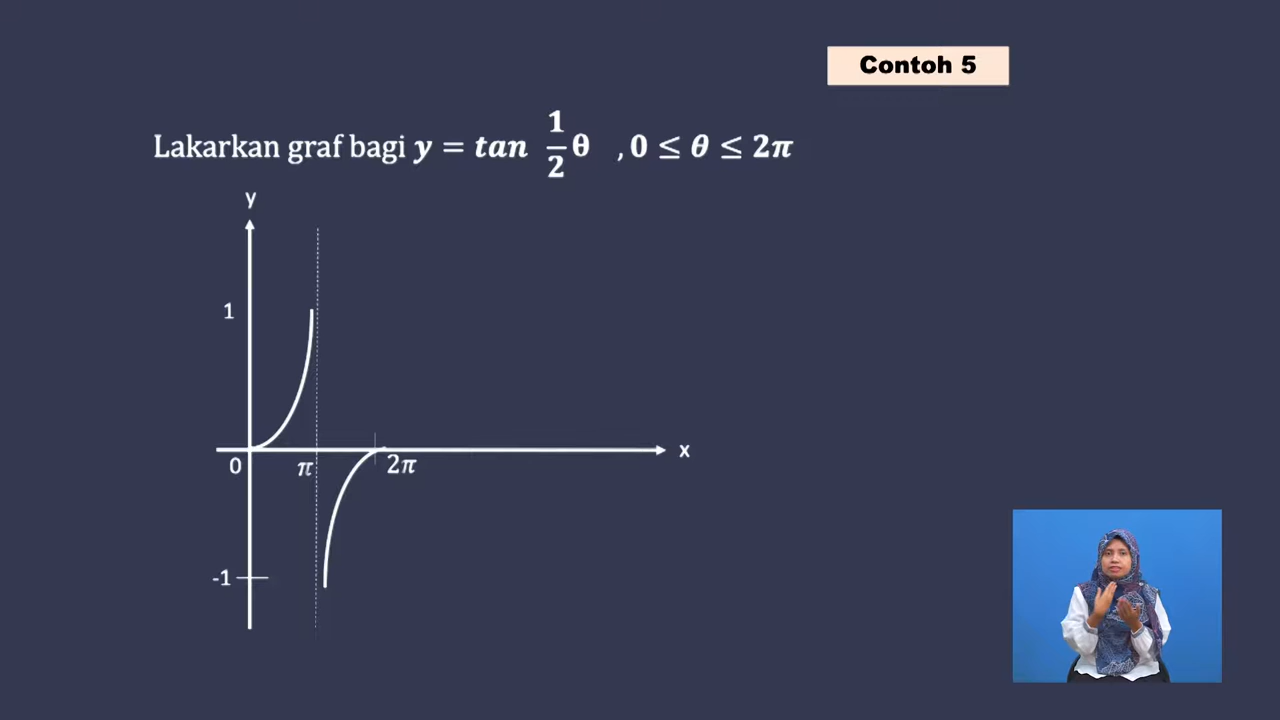 Contoh 5
Lakarkan graf bagi y = tan 1/2 θ , 0 ≤ θ ≤ 2π
y
1
0
π
2π
x
-1